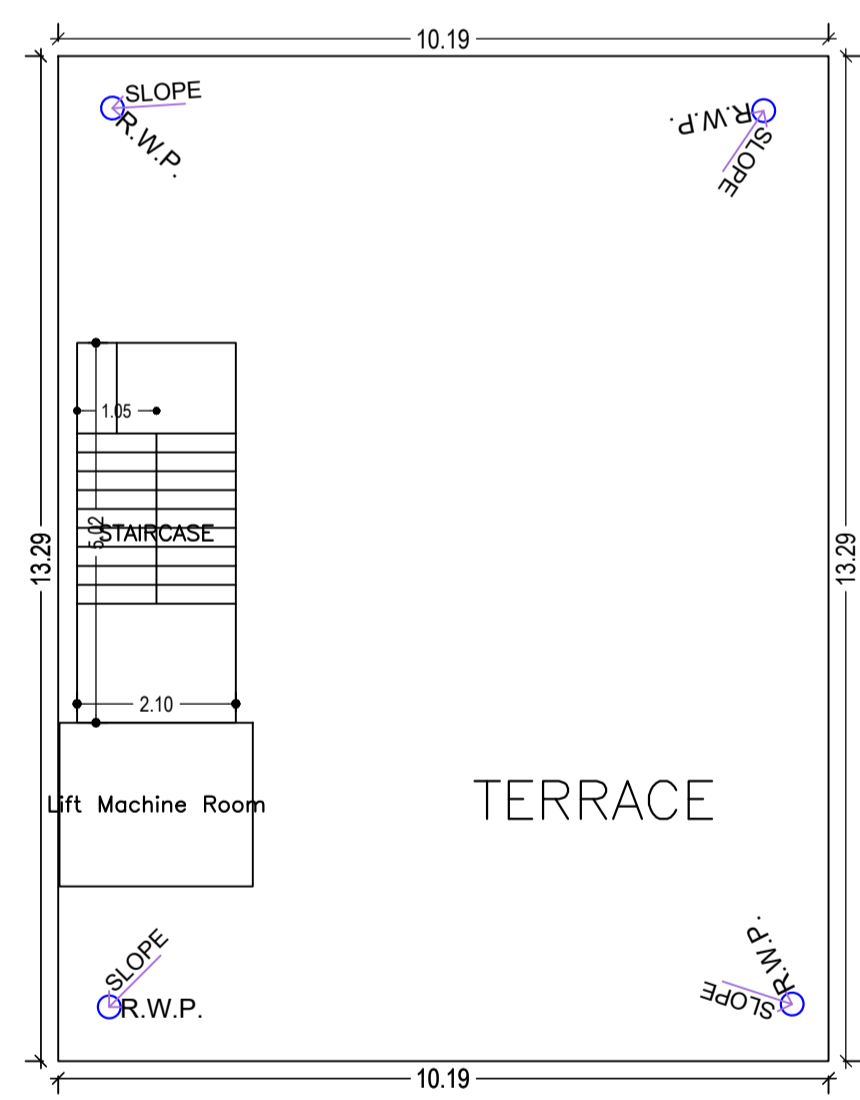 10.19
SLOPE
R.W.P.
R.W.P.
SLOPE
1.05
5.02
STAIRCASE
13.29
13.29
2.10
Lift Machine Room
TERRACE
SLOPE
R.W.P.
R.W.P.
SLOPE
10.19